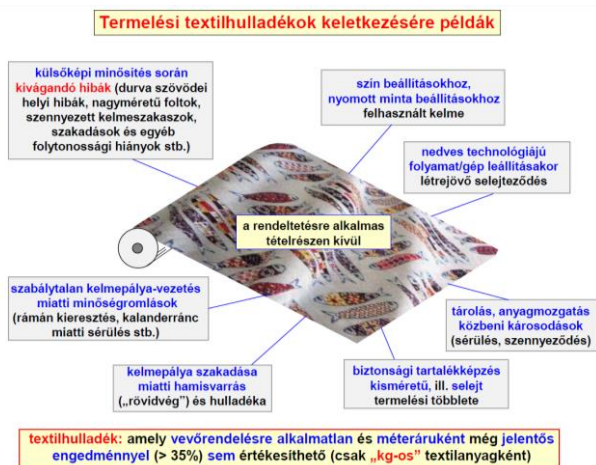 Termelési textilhulladékok keletkezésére példák
külsőképi minősítés során
kivágandó hibák (durva szövödei
helyi hibák, nagyméretű foltok,
szennyezett kelmeszakaszok,
szakadások és egyéb
folytonossági hiányok stb.)
szín beállításokhoz,
nyomott minta beállításokhoz
felhasznált kelme
nedves technológiájú
folyamat/gép leállításakor
létrejövő selejteződés
a rendeltetésre alkalmas
tételrészen kívül
szabálytalan kelmepálya-vezetés
miatti minőségromlások
(rámán kieresztés, kalanderránc
miatti sérülés stb.)
tárolás, anyagmozgatás
közbeni károsodások
(sérülés, szennyeződés)
kelmepálya szakadása
miatti hamisvarrás
(„rövidvég") és hulladéka
biztonsági tartalékképzés
kisméretű, ill. selejt
termelési többlete
textilhulladék: amely vevőrendelésre alkalmatlan és méteráruként még jelentős
engedménnyel (> 35%) sem értékesíthető (csak „kg-os" textilanyagként)